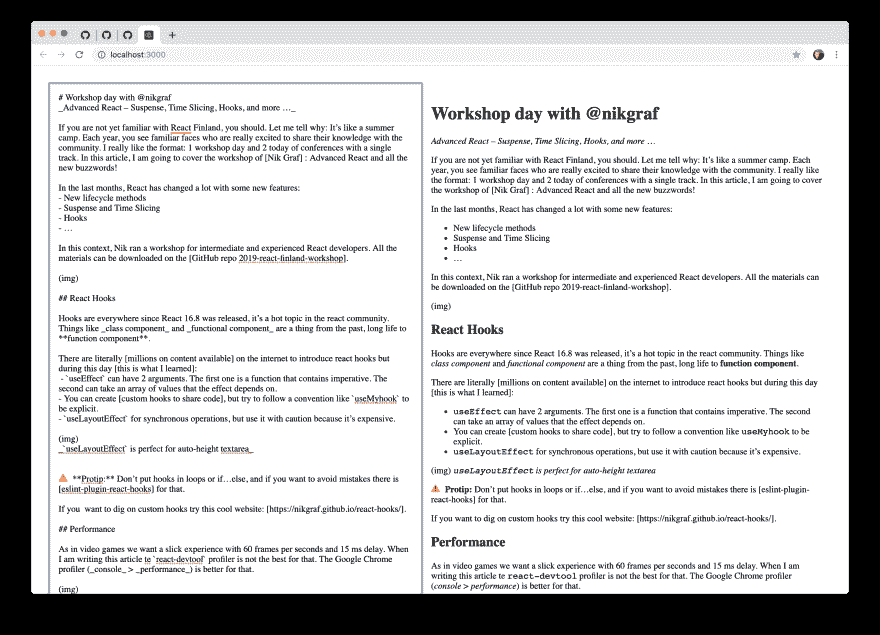 localhost:3000
# Workshop day with @nikgraf
_Advanced React – Suspense, Time Slicing, Hooks, and more …_
If you are not yet familiar with React Finland, you should. Let me tell why: It's like a summer
camp. Each year, you see familiar faces who are really excited to share their knowledge with the
community. I really like the format: 1 workshop day and 2 today of conferences with a single
track. In this article, I am going to cover the workshop of [Nik Graf] : Advanced React and all the
new buzzwords!
In the last months, React has changed a lot with some new features:
- New lifecycle methods
- Suspense and Time Slicing
- Hooks
- …
In this context, Nik ran a workshop for intermediate and experienced React developers. All the
materials can be downloaded on the [GitHub repo 2019-react-finland-workshop].
(img)
## React Hooks
Hooks are everywhere since React 16.8 was released, it's a hot topic in the react community.
Things like _class component_ and _functional component_ are a thing from the past, long life to
**function component**.
There are literally [millions on content available] on the internet to introduce react hooks but
during this day [this is what I learned]:
- `useEffect` can have 2 arguments. The first one is a function that contains imperative. The
second can take an array of values that the effect depends on.
- You can create [custom hooks to share code], but try to follow a convention like `useMyhook` to
be explicit.
- `useLayoutEffect` for synchronous operations, but use it with caution because it's expensive.
(img)
_`useLayoutEffect` is perfect for auto-height textarea_
⚠️ **Protip:** Don't put hooks in loops or if…else, and if you want to avoid mistakes there is
[eslint-plugin-react-hooks] for that.
If you want to dig on custom hooks try this cool website: [https://nikgraf.github.io/react-hooks/].
## Performance
As in video games we want a slick experience with 60 frames per seconds and 15 ms delay. When
I am writing this article te `react-devtool` profiler is not the best for that. The Google Chrome
profiler (_console_ > _performance_) is better for that.
(img)
Workshop day with @nikgraf
Advanced React – Suspense, Time Slicing, Hooks, and more …
If you are not yet familiar with React Finland, you should. Let me tell why: It's like a summer camp. Each
year, you see familiar faces who are really excited to share their knowledge with the community. I really like
the format: 1 workshop day and 2 today of conferences with a single track. In this article, I am going to cover
the workshop of [Nik Graf] : Advanced React and all the new buzzwords!
In the last months, React has changed a lot with some new features:
• New lifecycle methods
• Suspense and Time Slicing
• Hooks
• …
In this context, Nik ran a workshop for intermediate and experienced React developers. All the materials can
be downloaded on the [GitHub repo 2019-react-finland-workshop].
(img)
React Hooks
Hooks are everywhere since React 16.8 was released, it's a hot topic in the react community. Things like
class component and functional component are a thing from the past, long life to function component.
There are literally [millions on content available] on the internet to introduce react hooks but during this day
[this is what I learned]:
• useEffect can have 2 arguments. The first one is a function that contains imperative. The second
can take an array of values that the effect depends on.
• You can create [custom hooks to share code], but try to follow a convention like useMyhook to be
explicit.
• useLayoutEffect for synchronous operations, but use it with caution because it's expensive.
(img) useLayoutEffect is perfect for auto-height textarea
⚠️ Protip: Don't put hooks in loops or if…else, and if you want to avoid mistakes there is [eslint-plugin-
react-hooks] for that.
If you want to dig on custom hooks try this cool website: [https://nikgraf.github.io/react-hooks/].
Performance
As in video games we want a slick experience with 60 frames per seconds and 15 ms delay. When I am
writing this article te react-devtool profiler is not the best for that. The Google Chrome profiler
(console > performance) is better for that.